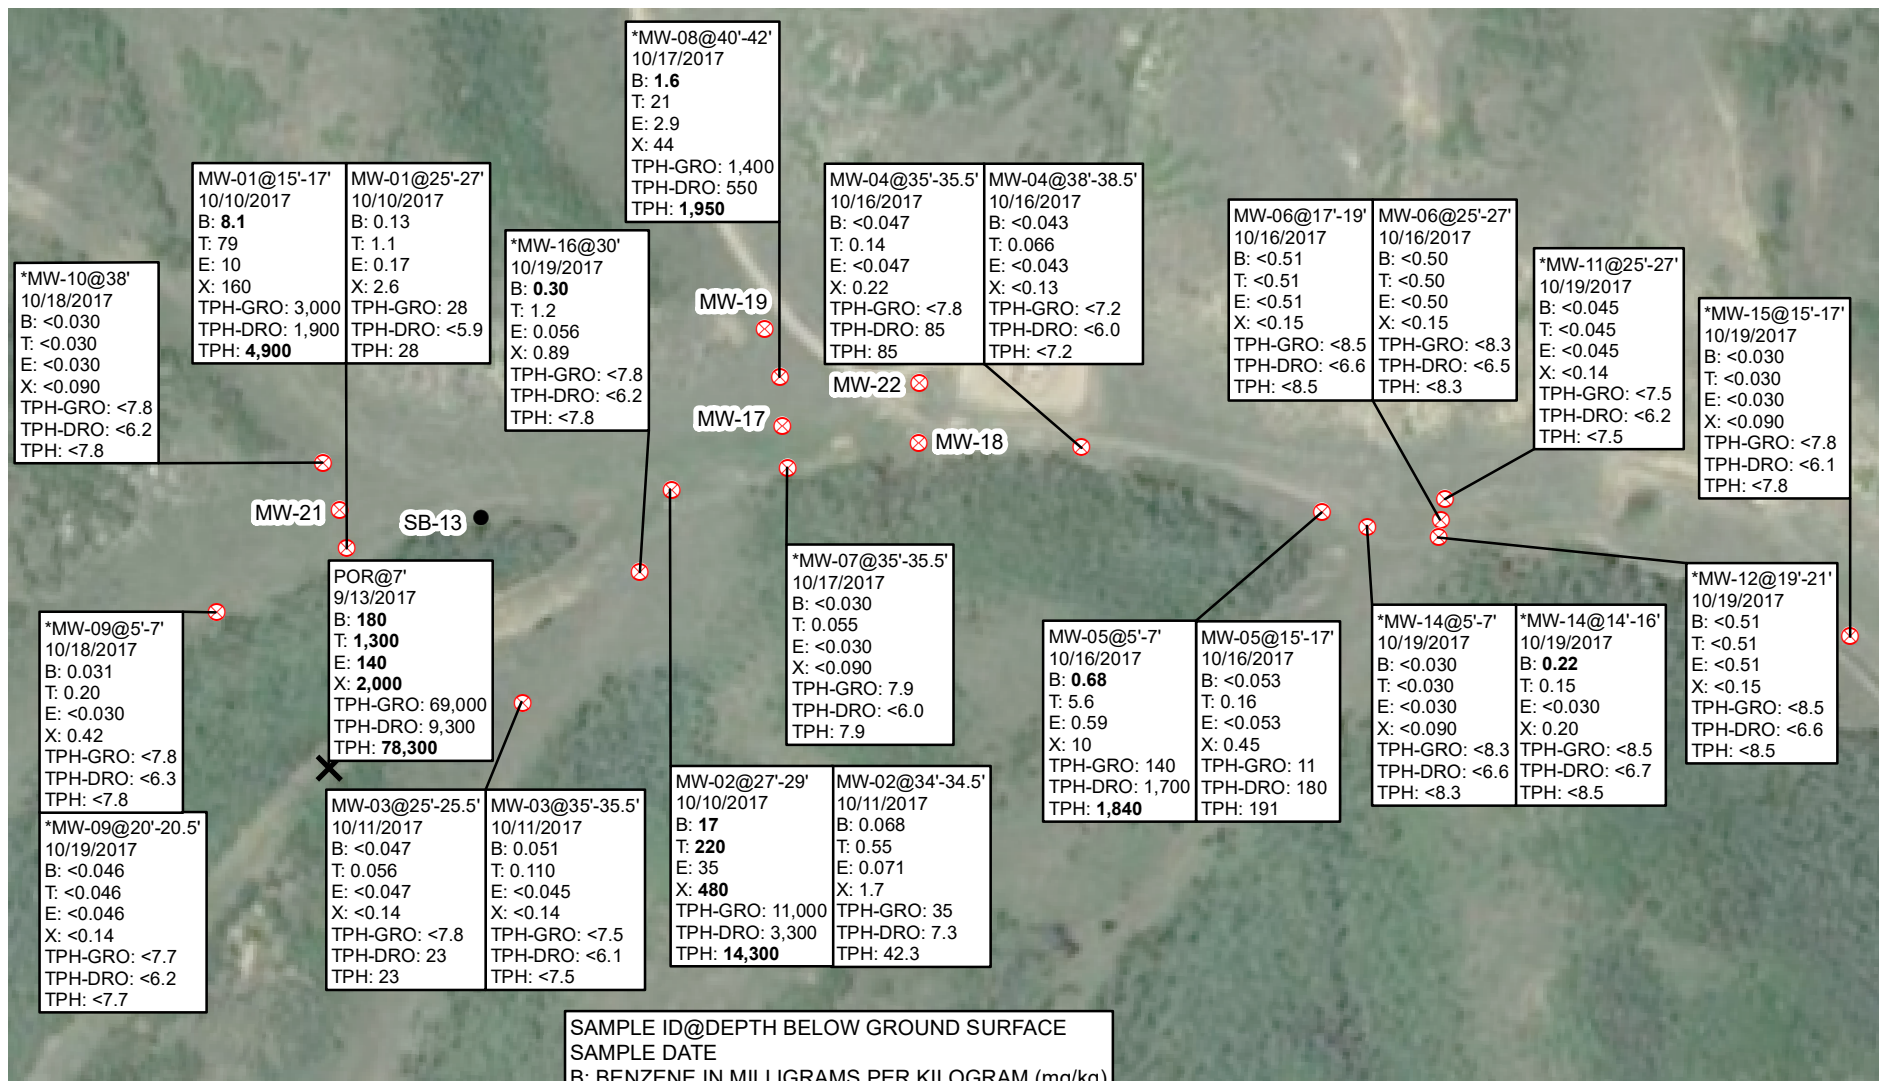 *MW-08@40'-42'
10/17/2017
B: 1.6
T: 21
E: 2.9
X: 44
TPH-GRO: 1,400
TPH-DRO: 550
TPH: 1,950
MW-01@15'-17'
10/10/2017
B: 8.1
T: 79
E: 10
X: 160
TPH-GRO: 3,000
TPH-DRO: 1,900
TPH: 4,900
MW-01@25'-27'
10/10/2017
B: 0.13
T: 1.1
E: 0.17
X: 2.6
TPH-GRO: 28
TPH-DRO: <5.9
TPH: 28
MW-04@35'-35.5'
10/16/2017
B: <0.047
T: 0.14
E: <0.047
X: 0.22
TPH-GRO: <7.8
TPH-DRO: 85
TPH: 85
MW-04@38'-38.5'
10/16/2017
B: <0.043
T: 0.066
E: <0.043
X: <0.13
TPH-GRO: <7.2
TPH-DRO: <6.0
TPH: <7.2
MW-06@17'-19'
10/16/2017
B: <0.51
T: <0.51
E: <0.51
X: <0.15
TPH-GRO: <8.5
TPH-DRO: <6.6
TPH: <8.5
MW-06@25'-27'
10/16/2017
B: <0.50
T: <0.50
E: <0.50
X: <0.15
TPH-GRO: <8.3
TPH-DRO: <6.5
TPH: <8.3
*MW-16@30'
10/19/2017
B: 0.30
T: 1.2
E: 0.056
X: 0.89
TPH-GRO: <7.8
TPH-DRO: <6.2
TPH: <7.8
*MW-11@25'-27'
10/19/2017
B: <0.045
T: <0.045
E: <0.045
X: <0.14
TPH-GRO: <7.5
TPH-DRO: <6.2
TPH: <7.5
*MW-10@38'
10/18/2017
B: <0.030
T: <0.030
E: <0.030
X: <0.090
TPH-GRO: <7.8
TPH-DRO: <6.2
TPH: <7.8
*MW-15@15'-17'
10/19/2017
B: <0.030
T: <0.030
E: <0.030
X: <0.090
TPH-GRO: <7.8
TPH-DRO: <6.1
TPH: <7.8
MW-19
MW-22
MW-17
MW-18
MW-21
SB-13
*MW-07@35'-35.5'
10/17/2017
B: <0.030
T: 0.055
E: <0.030
X: <0.090
TPH-GRO: 7.9
TPH-DRO: <6.0
TPH: 7.9
POR@7'
9/13/2017
B: 180
T: 1,300
E: 140
X: 2,000
TPH-GRO: 69,000
TPH-DRO: 9,300
TPH: 78,300
*MW-12@19'-21'
10/19/2017
B: <0.51
T: <0.51
E: <0.51
X: <0.15
TPH-GRO: <8.5
TPH-DRO: <6.6
TPH: <8.5
*MW-14@5'-7'
10/19/2017
B: <0.030
T: <0.030
E: <0.030
X: <0.090
TPH-GRO: <8.3
TPH-DRO: <6.6
TPH: <8.3
*MW-14@14'-16'
10/19/2017
B: 0.22
T: 0.15
E: <0.030
X: 0.20
TPH-GRO: <8.5
TPH-DRO: <6.7
TPH: <8.5
*MW-09@5'-7'
10/18/2017
B: 0.031
T: 0.20
E: <0.030
X: 0.42
TPH-GRO: <7.8
TPH-DRO: <6.3
TPH: <7.8
MW-05@5'-7'
10/16/2017
B: 0.68
T: 5.6
E: 0.59
X: 10
TPH-GRO: 140
TPH-DRO: 1,700
TPH: 1,840
MW-05@15'-17'
10/16/2017
B: <0.053
T: 0.16
E: <0.053
X: 0.45
TPH-GRO: 11
TPH-DRO: 180
TPH: 191
MW-02@27'-29'
10/10/2017
B: 17
T: 220
E: 35
X: 480
TPH-GRO: 11,000
TPH-DRO: 3,300
TPH: 14,300
MW-02@34'-34.5'
10/11/2017
B: 0.068
T: 0.55
E: 0.071
X: 1.7
TPH-GRO: 35
TPH-DRO: 7.3
TPH: 42.3
MW-03@25'-25.5'
10/11/2017
B: <0.047
T: 0.056
E: <0.047
X: <0.14
TPH-GRO: <7.8
TPH-DRO: 23
TPH: 23
MW-03@35'-35.5'
10/11/2017
B: 0.051
T: 0.110
E: <0.045
X: <0.14
TPH-GRO: <7.5
TPH-DRO: <6.1
TPH: <7.5
*MW-09@20'-20.5'
10/19/2017
B: <0.046
T: <0.046
E: <0.046
X: <0.14
TPH-GRO: <7.7
TPH-DRO: <6.2
TPH: <7.7
SAMPLE ID@DEPTH BELOW GROUND SURFACE
SAMPLE DATE
B: BENZENE IN MILLIGRAMS PER KILOGRAM (mg/kg)